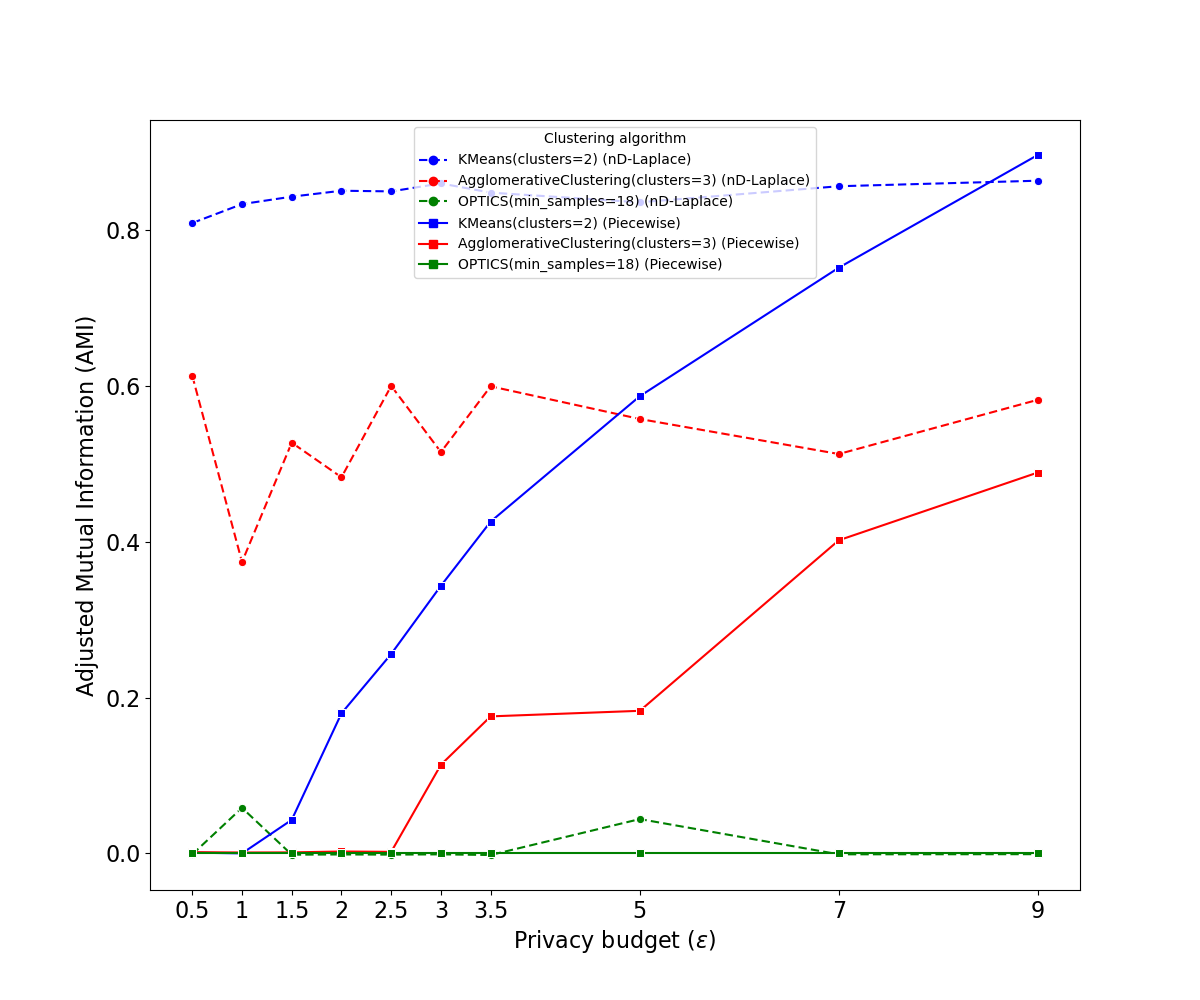 Clustering algorithm
KMeans(clusters=2) (nD-Laplace)
AgglomerativeClustering(clusters=3) (nD-Laplace)
OPTICS(min_samples=18) (nD-Laplace)
KMeans(clusters=2) (Piecewise)
AgglomerativeClustering(clusters=3) (Piecewise)
OPTICS(min_samples=18) (Piecewise)
Adjusted Mutual Information (AMI)
0.8
0.6
0.4
0.2
0.0
0.5 1 1.5 2 2.5 3 3.5 5 7 9
Privacy budget (ε)